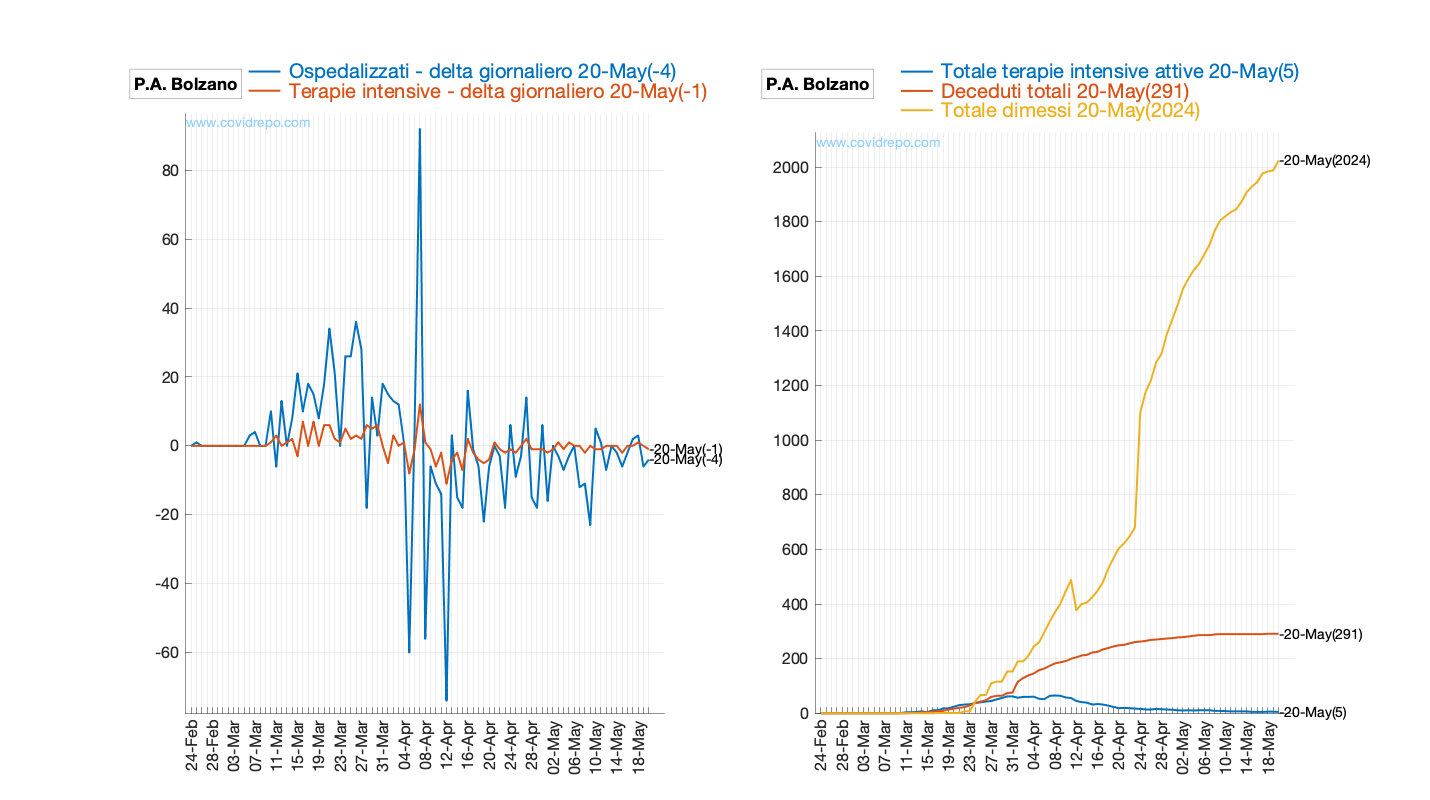 P.A. Bolzano
Ospedalizzati - delta giornaliero 20-May(-4)
Terapie intensive - delta giornaliero 20-May(-1)
www.covidrepo.com
80
60
40
20
0
-20
-40
-60
-20-May(-1)
-20-May(-4)
24-Feb
28-Feb
03-Mar
07-Mar
11-Mar
15-Mar
19-Mar
23-Mar
27-Mar
31-Mar
04-Apr
08-Apr
12-Apr
16-Apr
20-Apr
24-Apr
28-Apr
02-May
06-May
10-May
14-May
18-May
P.A. Bolzano
Totale terapie intensive attive 20-May(5)
Deceduti totali 20-May(291)
Totale dimessi 20-May(2024)
www.covidrepo.com
2000
1800
1600
1400
1200
1000
800
600
400
200
0
-20-May(2024)
-20-May(291)
-20-May(5)
24-Feb
28-Feb
03-Mar
07-Mar
11-Mar
15-Mar
19-Mar
23-Mar
27-Mar
31-Mar
04-Apr
08-Apr
12-Apr
16-Apr
20-Apr
24-Apr
28-Apr
02-May
06-May
10-May
14-May
18-May